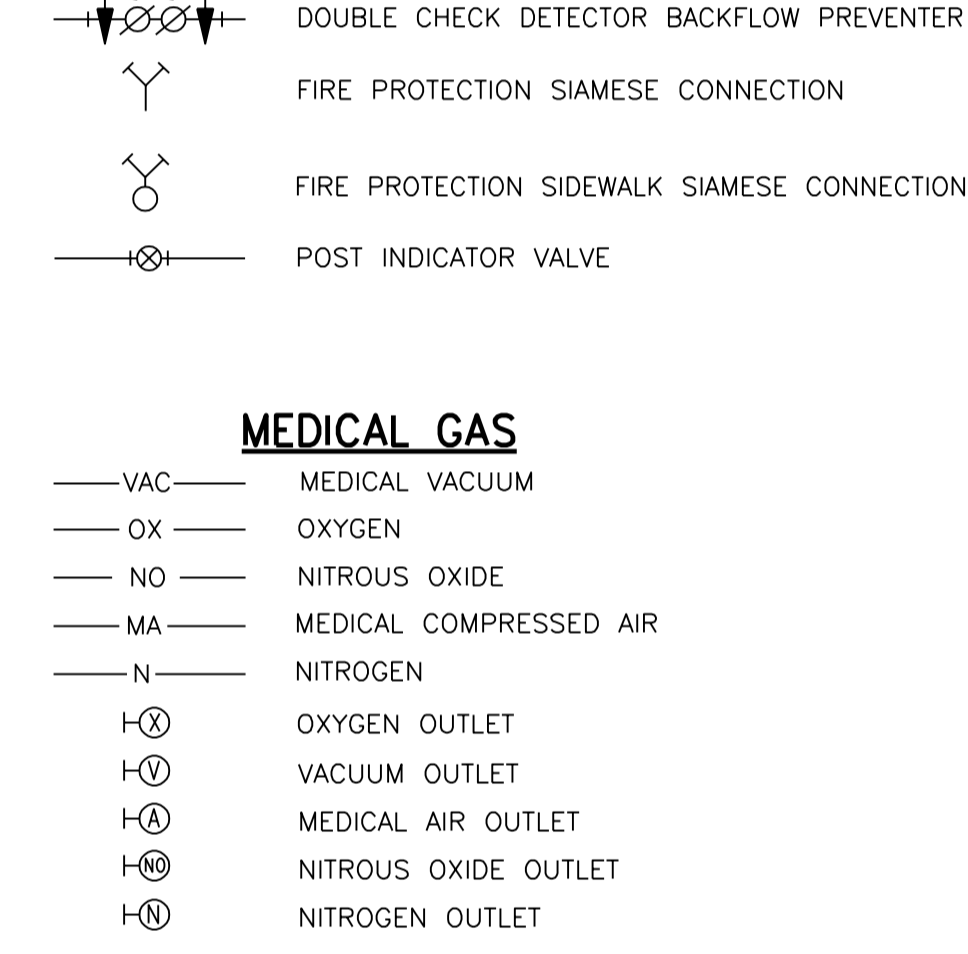 DOUBLE CHECK DETECTOR BACKFLOW PREVENTER
FIRE PROTECTION SIAMESE CONNECTION
FIRE PROTECTION SIDEWALK SIAMESE CONNECTION
POST INDICATOR VALVE
MEDICAL GAS
VAC MEDICAL VACUUM
OX OXYGEN
NO NITROUS OXIDE
MA MEDICAL COMPRESSED AIR
N NITROGEN
X OXYGEN OUTLET
V VACUUM OUTLET
A MEDICAL AIR OUTLET
NO NITROUS OXIDE OUTLET
N NITROGEN OUTLET